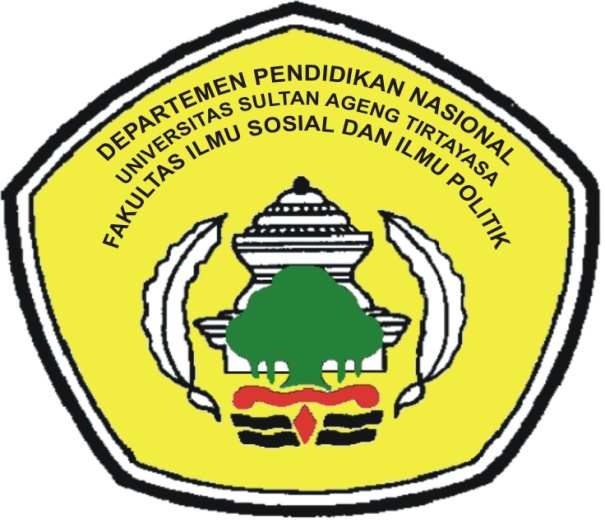 DEPARTEMEN PENDIDIKAN NASIONAL
UNIVERSITAS SULTAN AGENG TIRTAYASA
FAKULTAS ILMU SOSIAL DAN ILMU POLITIK